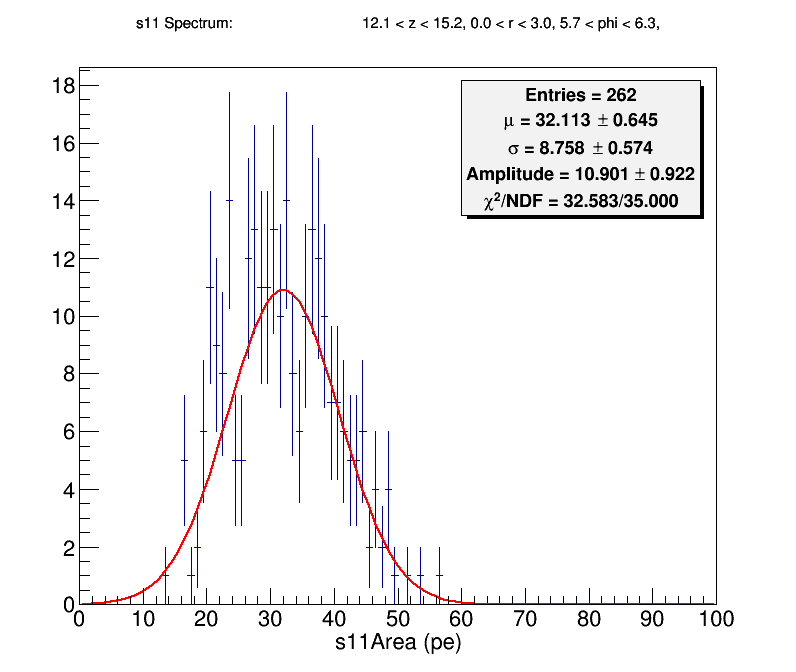 s11 Spectrum: 12.1 < z < 15.2, 0.0 < r < 3.0, 5.7 < phi < 6.3,
Entries = 262
μ = 32.113 ± 0.645
σ = 8.758 ± 0.574
Amplitude = 10.901 ± 0.922
χ²/NDF = 32.583/35.000
18
16
14
12
10
8
6
4
2
0
0 10 20 30 40 50 60 70 80 90 100
s11Area (pe)